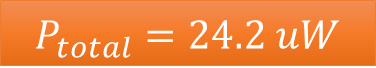 P_total = 24.2 uW